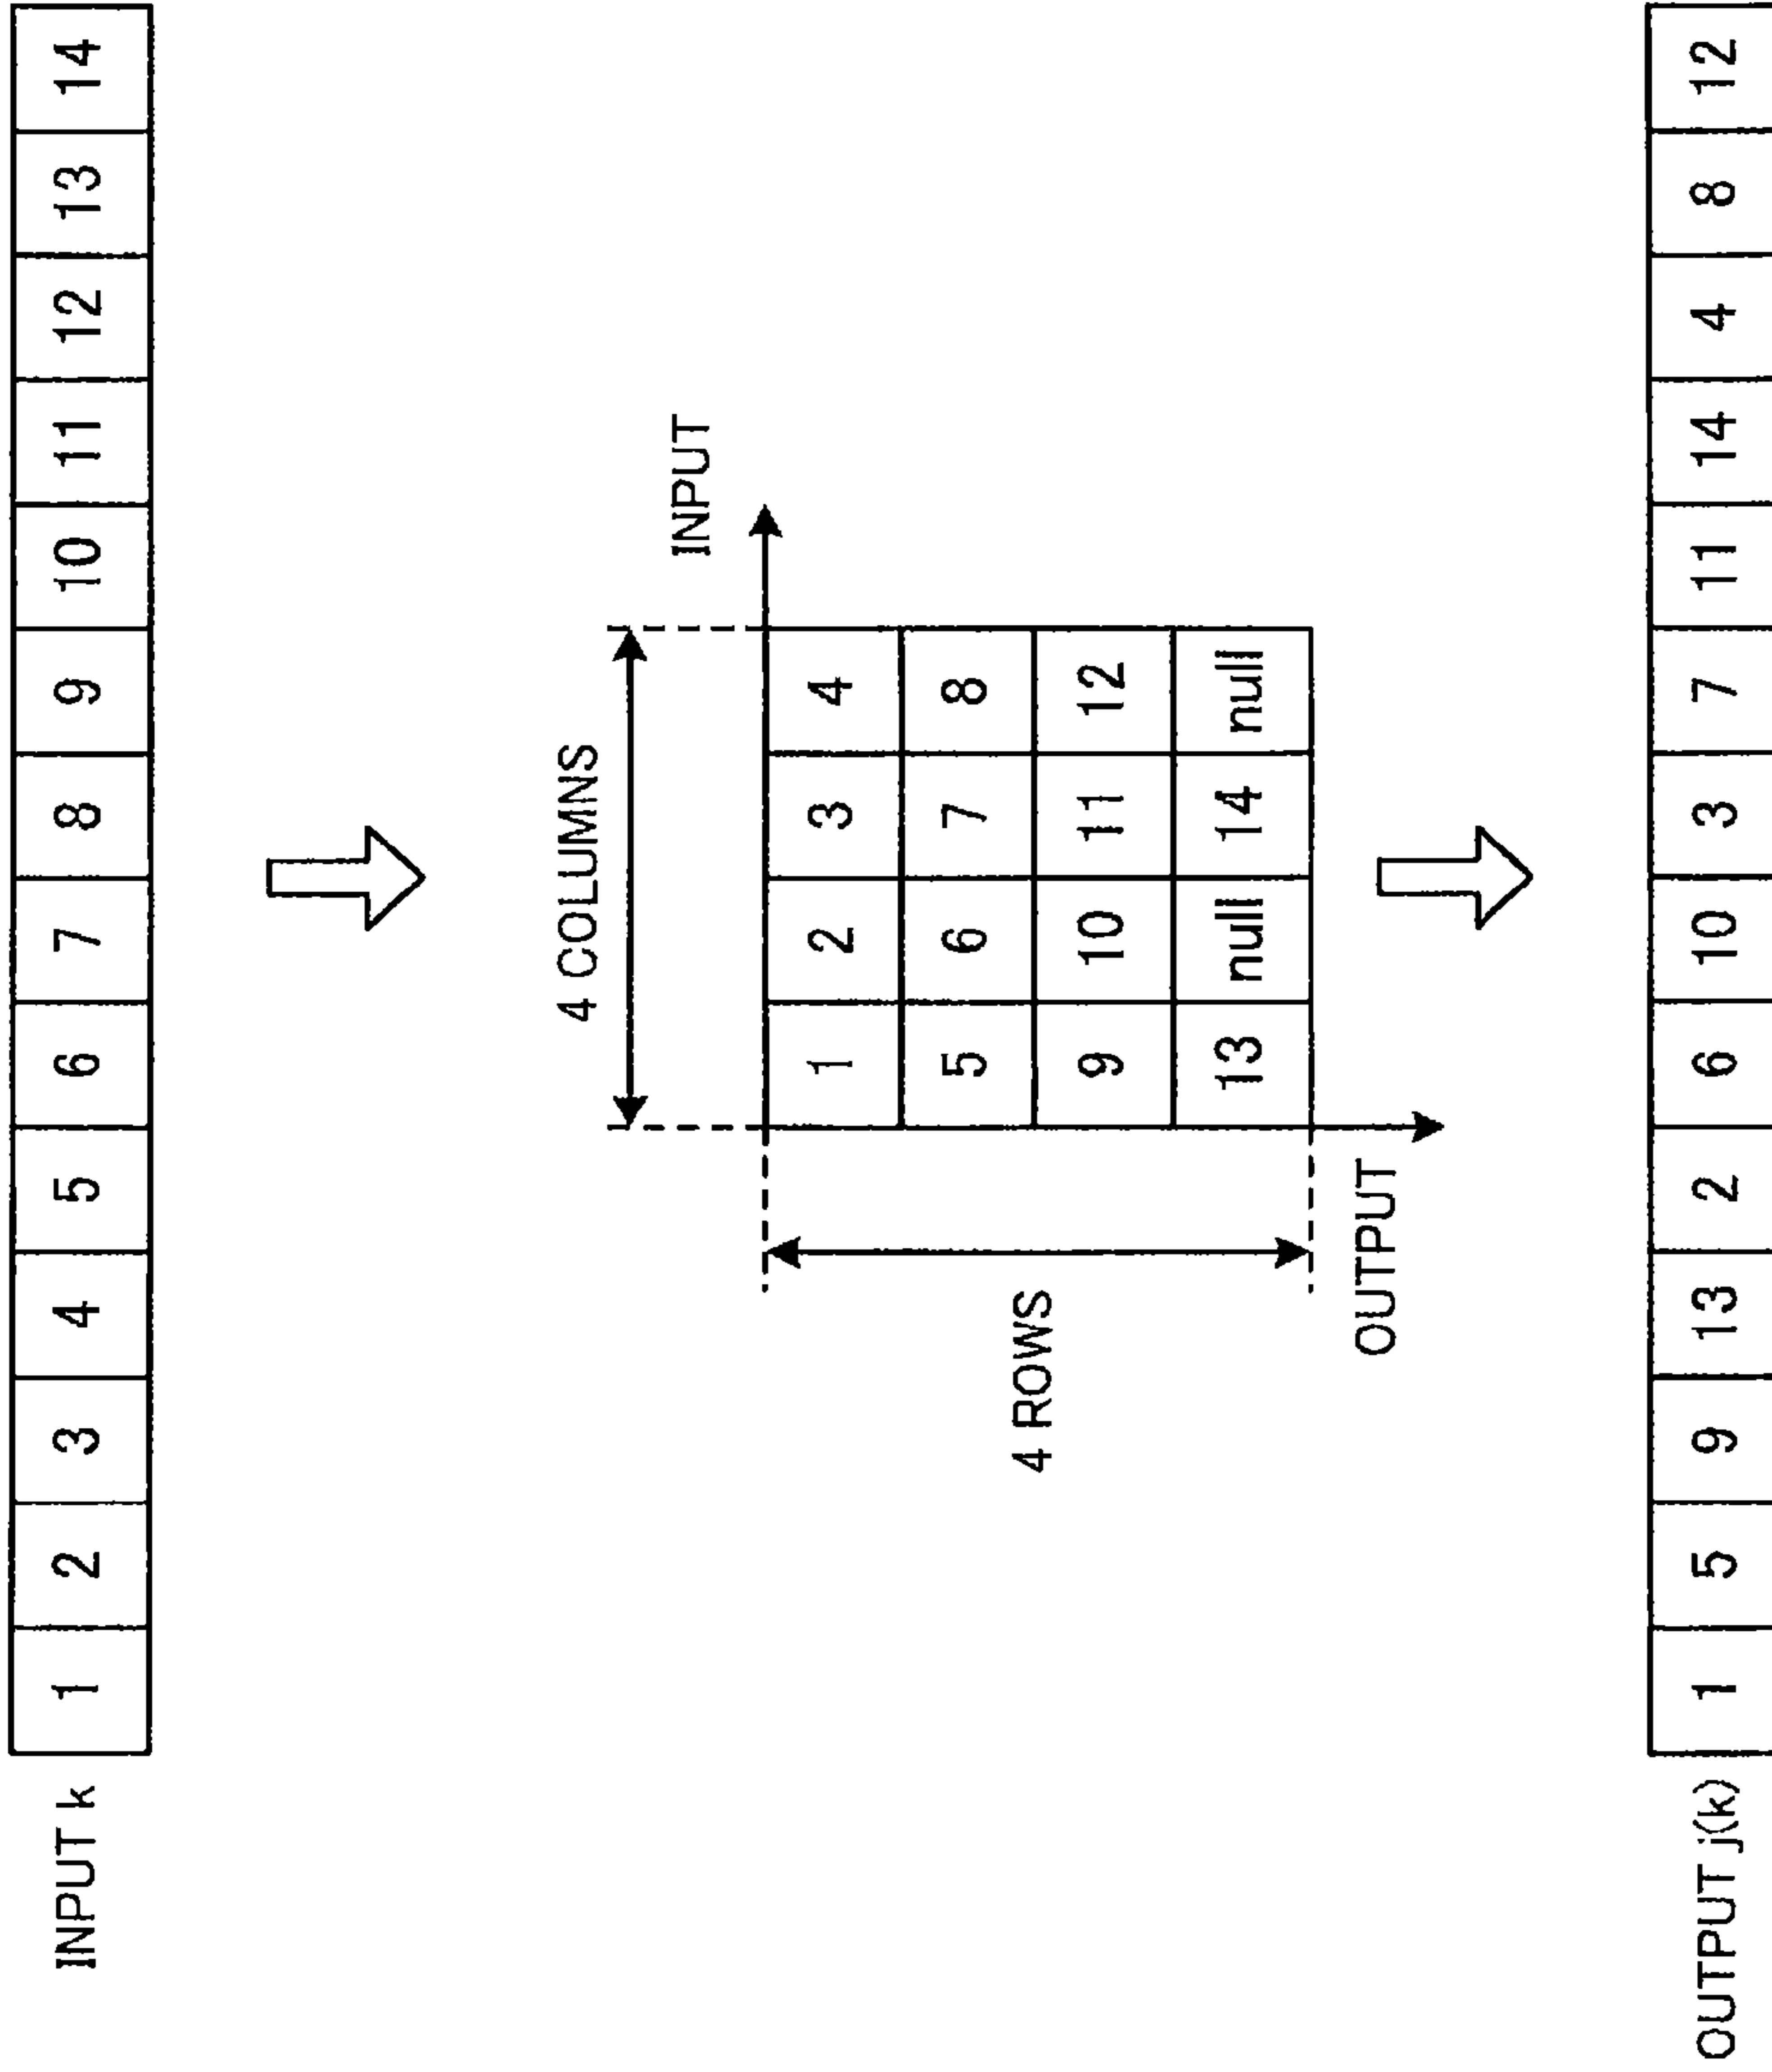 INPUT k 1 2 3 4 5 6 7 8 9 10 11 12 13 14
4 COLUMNS
INPUT
4 ROWS
1 2 3 4
5 6 7 8
9 10 11 12
13 null 14 null
OUTPUT
OUTPUT j(k) 1 5 9 13 2 6 10 3 7 11 14 4 8 12